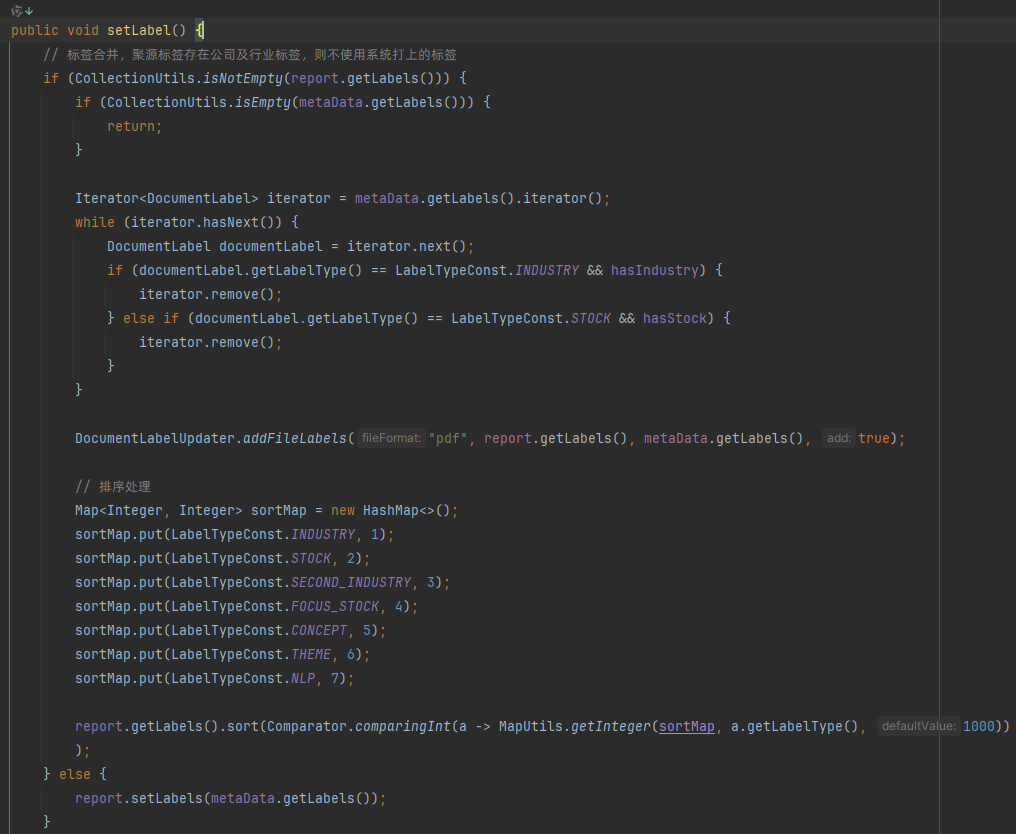 public void setLabel() {
// 标签合并，聚源标签存在公司及行业标签，则不使用系统打上的标签
if (CollectionUtils.isNotEmpty(report.getLabels())) {
if (CollectionUtils.isEmpty(metaData.getLabels())) {
return;
}
Iterator<DocumentLabel> iterator = metaData.getLabels().iterator();
while (iterator.hasNext()) {
DocumentLabel documentLabel = iterator.next();
if (documentLabel.getLabelType() == LabelTypeConst.INDUSTRY && hasIndustry) {
iterator.remove();
} else if (documentLabel.getLabelType() == LabelTypeConst.STOCK && hasStock) {
iterator.remove();
}
}
DocumentLabelUpdater.addFileLabels( fileFormat: "pdf", report.getLabels(), metaData.getLabels(), add: true);
// 排序处理
Map<Integer, Integer> sortMap = new HashMap<>();
sortMap.put(LabelTypeConst.INDUSTRY, 1);
sortMap.put(LabelTypeConst.STOCK, 2);
sortMap.put(LabelTypeConst.SECOND_INDUSTRY, 3);
sortMap.put(LabelTypeConst.FOCUS_STOCK, 4);
sortMap.put(LabelTypeConst.CONCEPT, 5);
sortMap.put(LabelTypeConst.THEME, 6);
sortMap.put(LabelTypeConst.NLP, 7);
report.getLabels().sort(Comparator.comparingInt(a -> MapUtils.getInteger(sortMap, a.getLabelType(), defaultValue: 1000))
);
} else {
report.setLabels(metaData.getLabels());
}